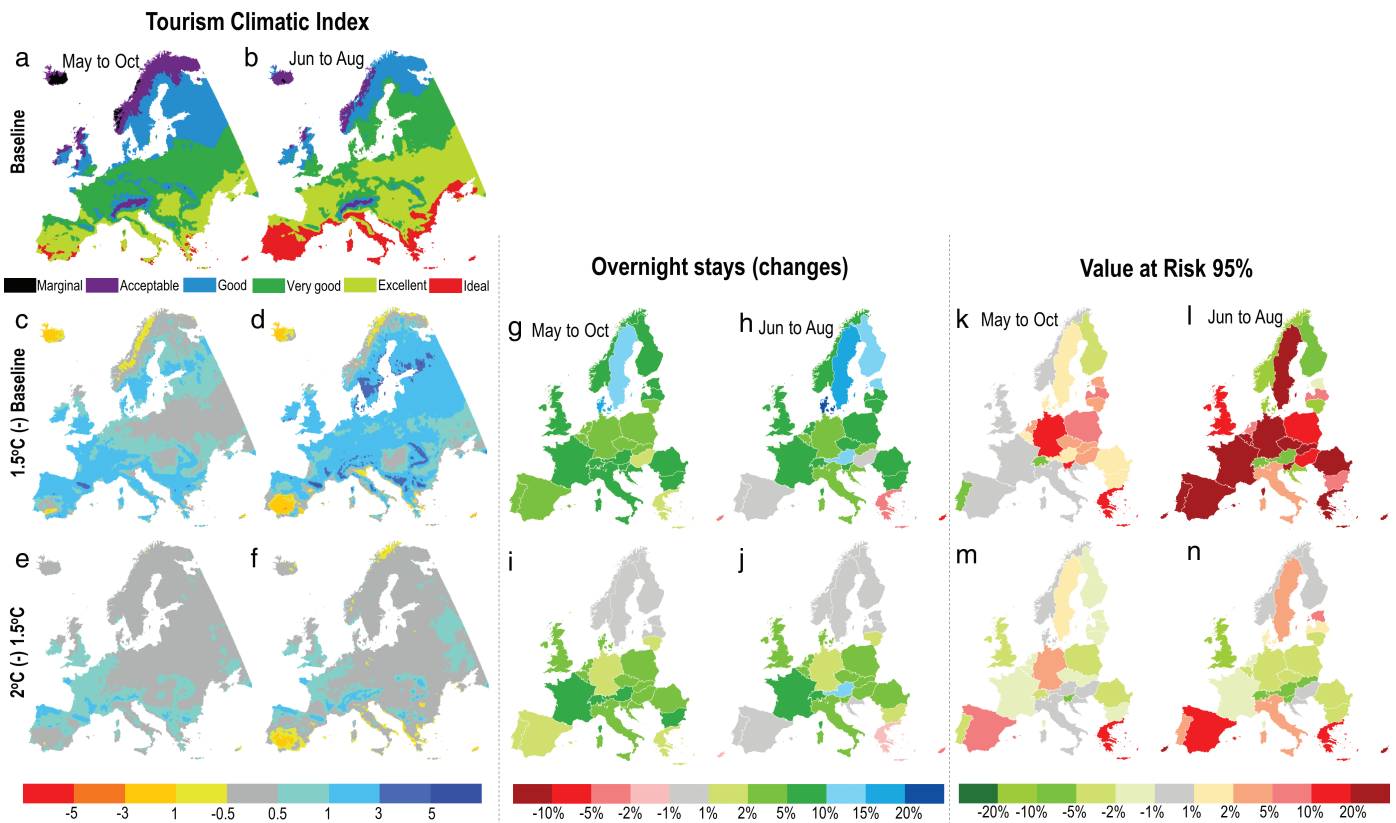 Tourism Climatic Index
a May to Oct
b Jun to Aug
Baseline
Marginal Acceptable Good Very good Excellent Ideal
Overnight stays (changes)
Value at Risk 95%
1.5ºC (-) Baseline
c
d
g May to Oct
h Jun to Aug
k May to Oct
l Jun to Aug
2ºC (-) 1.5ºC
e
f
i
j
m
n
-5 -3 1 -0.5 0.5 1 3 5
-10% -5% -2% -1% 1% 2% 5% 10% 15% 20%
-20% -10% -5% -2% -1% 1% 2% 5% 10% 20%